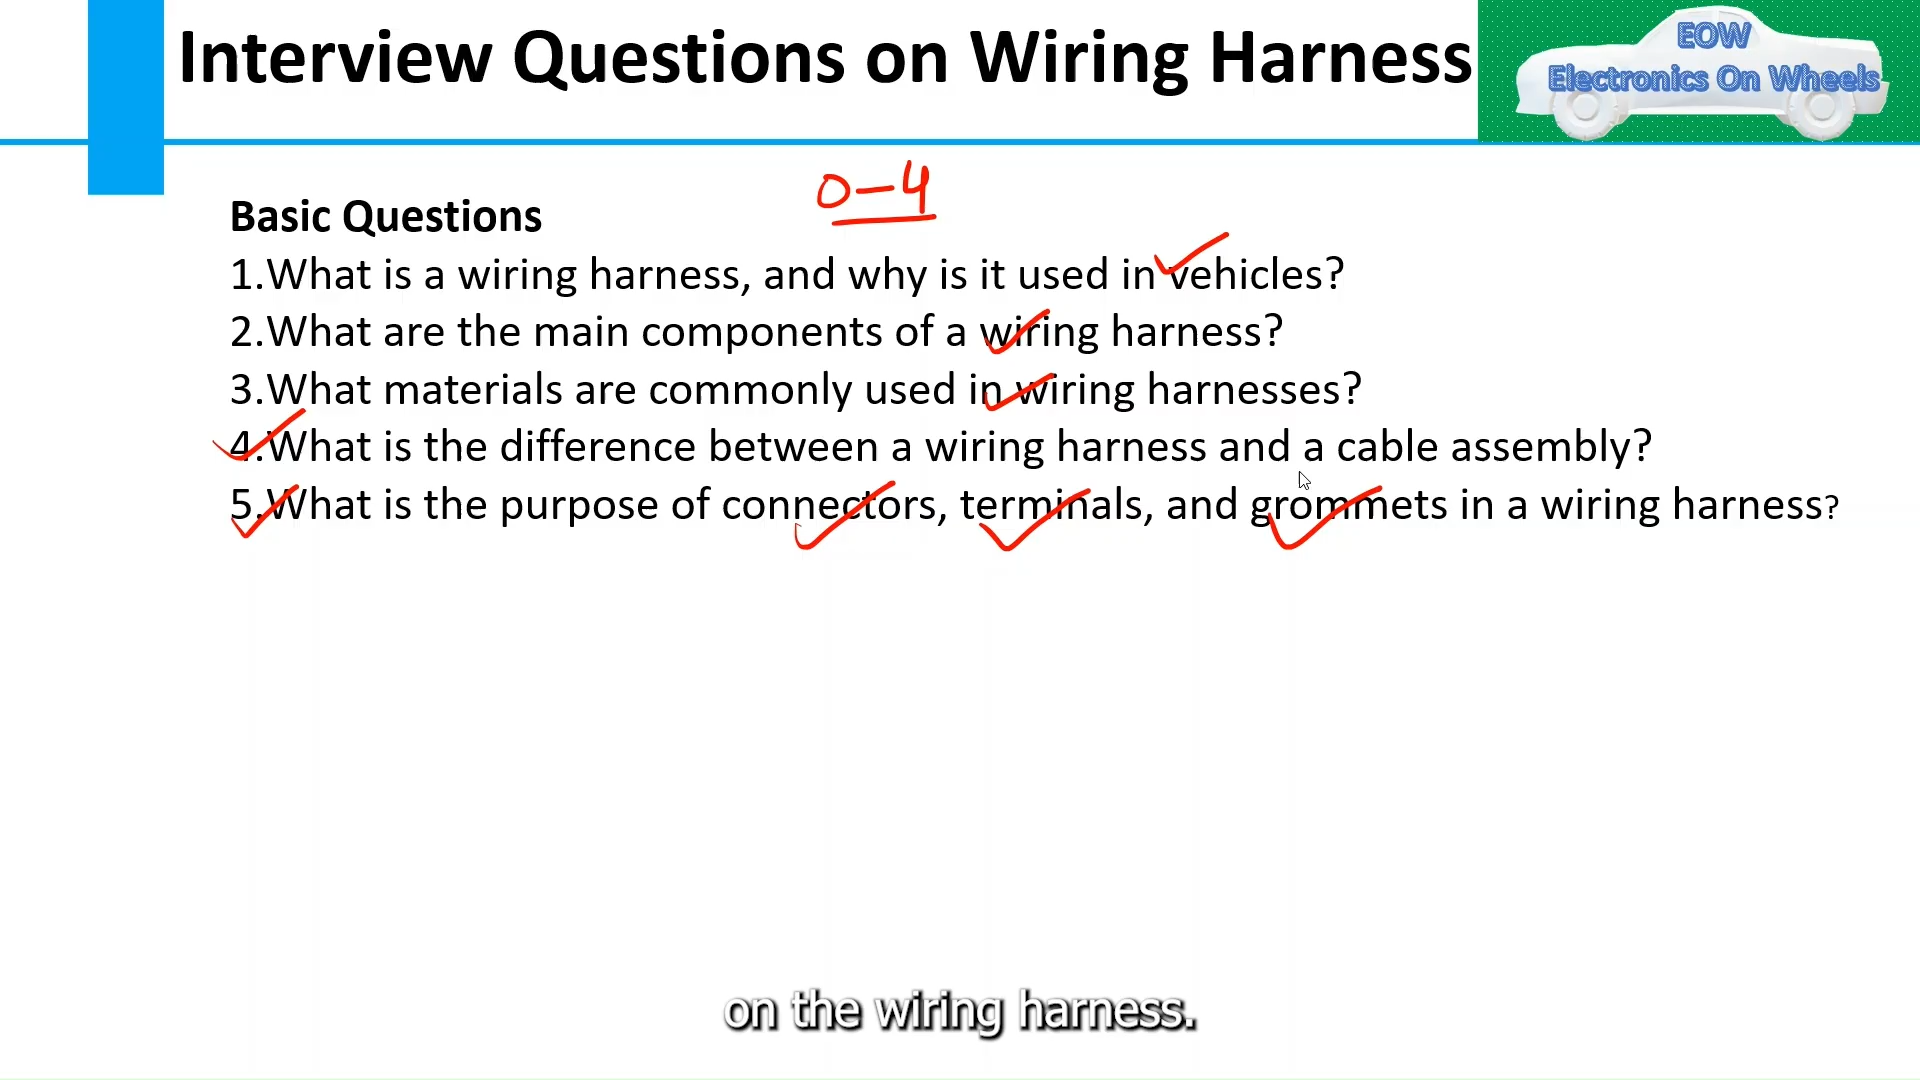 Interview Questions on Wiring Harness
EOW
Electronics On Wheels
0-4
Basic Questions
1.What is a wiring harness, and why is it used in vehicles?
2.What are the main components of a wiring harness?
3.What materials are commonly used in wiring harnesses?
4.What is the difference between a wiring harness and a cable assembly?
5.What is the purpose of connectors, terminals, and grommets in a wiring harness?
on the wiring harness.